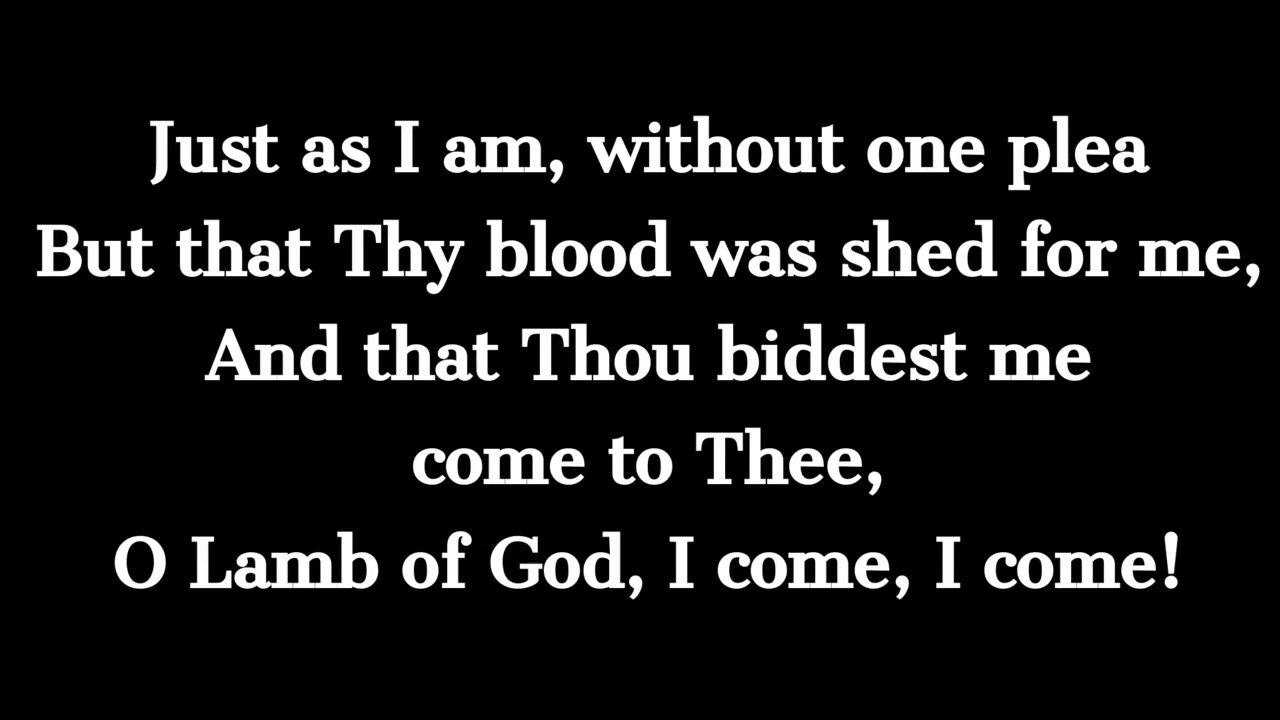 Just as I am, without one plea
But that Thy blood was shed for me,
And that Thou biddest me
come to Thee,
O Lamb of God, I come, I come!